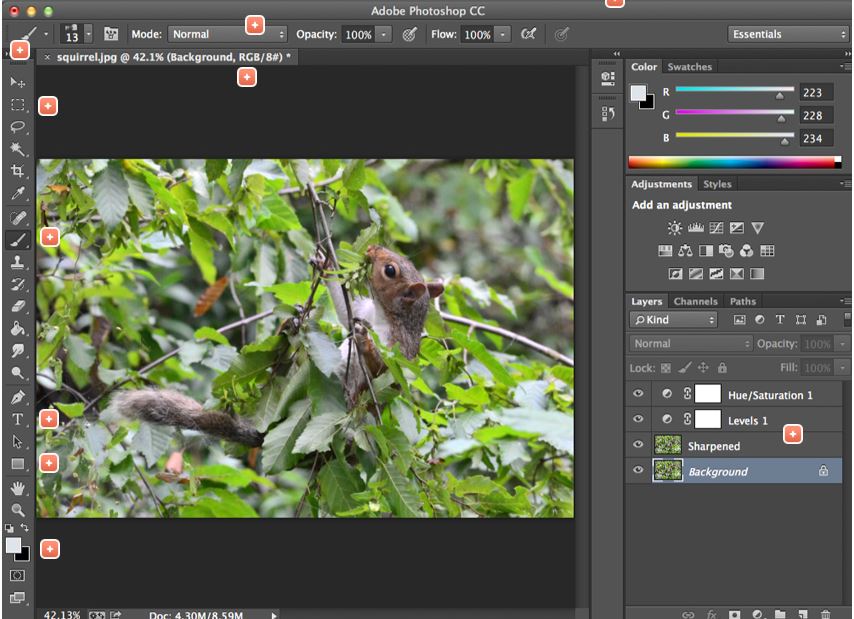 Adobe Photoshop CC
13 Mode: Normal Opacity: 100% Flow: 100% Essentials
× squirrel.jpg @ 42.1% (Background, RGB/8#) *
Color Swatches
R 223
G 228
B 234
Adjustments Styles
Add an adjustment
Layers Channels Paths
Kind
Normal Opacity: 100%
Lock: Fill: 100%
Hue/Saturation 1
Levels 1
Sharpened
Background
42.13% Doc: 4.30M/8.59M
fx